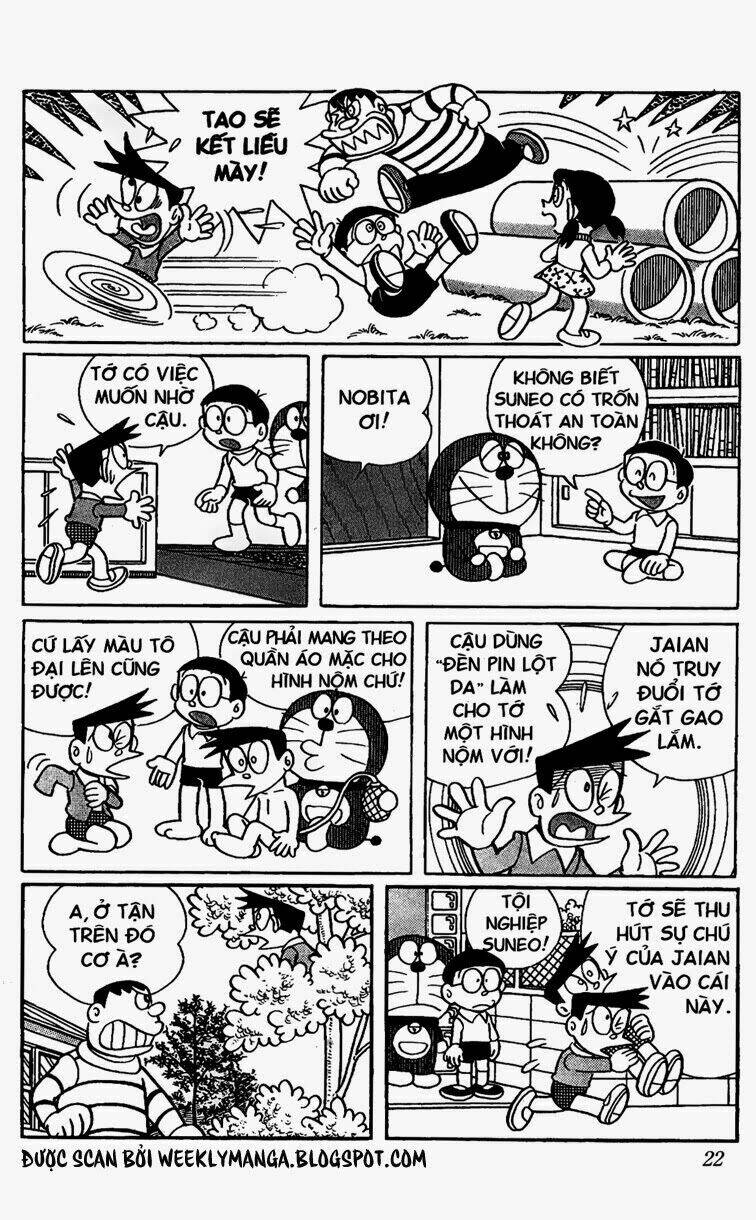 TAO SẼ
KẾT LIỄU
MÀY!
KHÔNG BIẾT
SUNEO CÓ TRỐN
THOÁT AN TOÀN
KHÔNG?
NOBITA
ƠI!
TỚ CÓ VIỆC
MUỐN NHỜ
CẬU.
JAIAN
NÓ TRUY
ĐUỔI TỚ
GẮT GAO
LẮM.
CẬU DÙNG
“ĐÈN PIN LỘT
DA” LÀM
CHO TỚ
MỘT HÌNH
NỘM VỚI!
CẬU PHẢI MANG THEO
QUẦN ÁO MẶC CHO
HÌNH NỘM CHỨ!
CỨ LẤY MÀU TÔ
ĐẠI LÊN CŨNG
ĐƯỢC!
TỚ SẼ THU
HÚT SỰ CHÚ
Ý CỦA JAIAN
VÀO CÁI
NÀY.
TỘI
NGHIỆP
SUNEO!
A, Ở TẬN
TRÊN ĐÓ
CƠ À?
ĐƯỢC SCAN BỞI WEEKLYMANGA.BLOGSPOT.COM
22